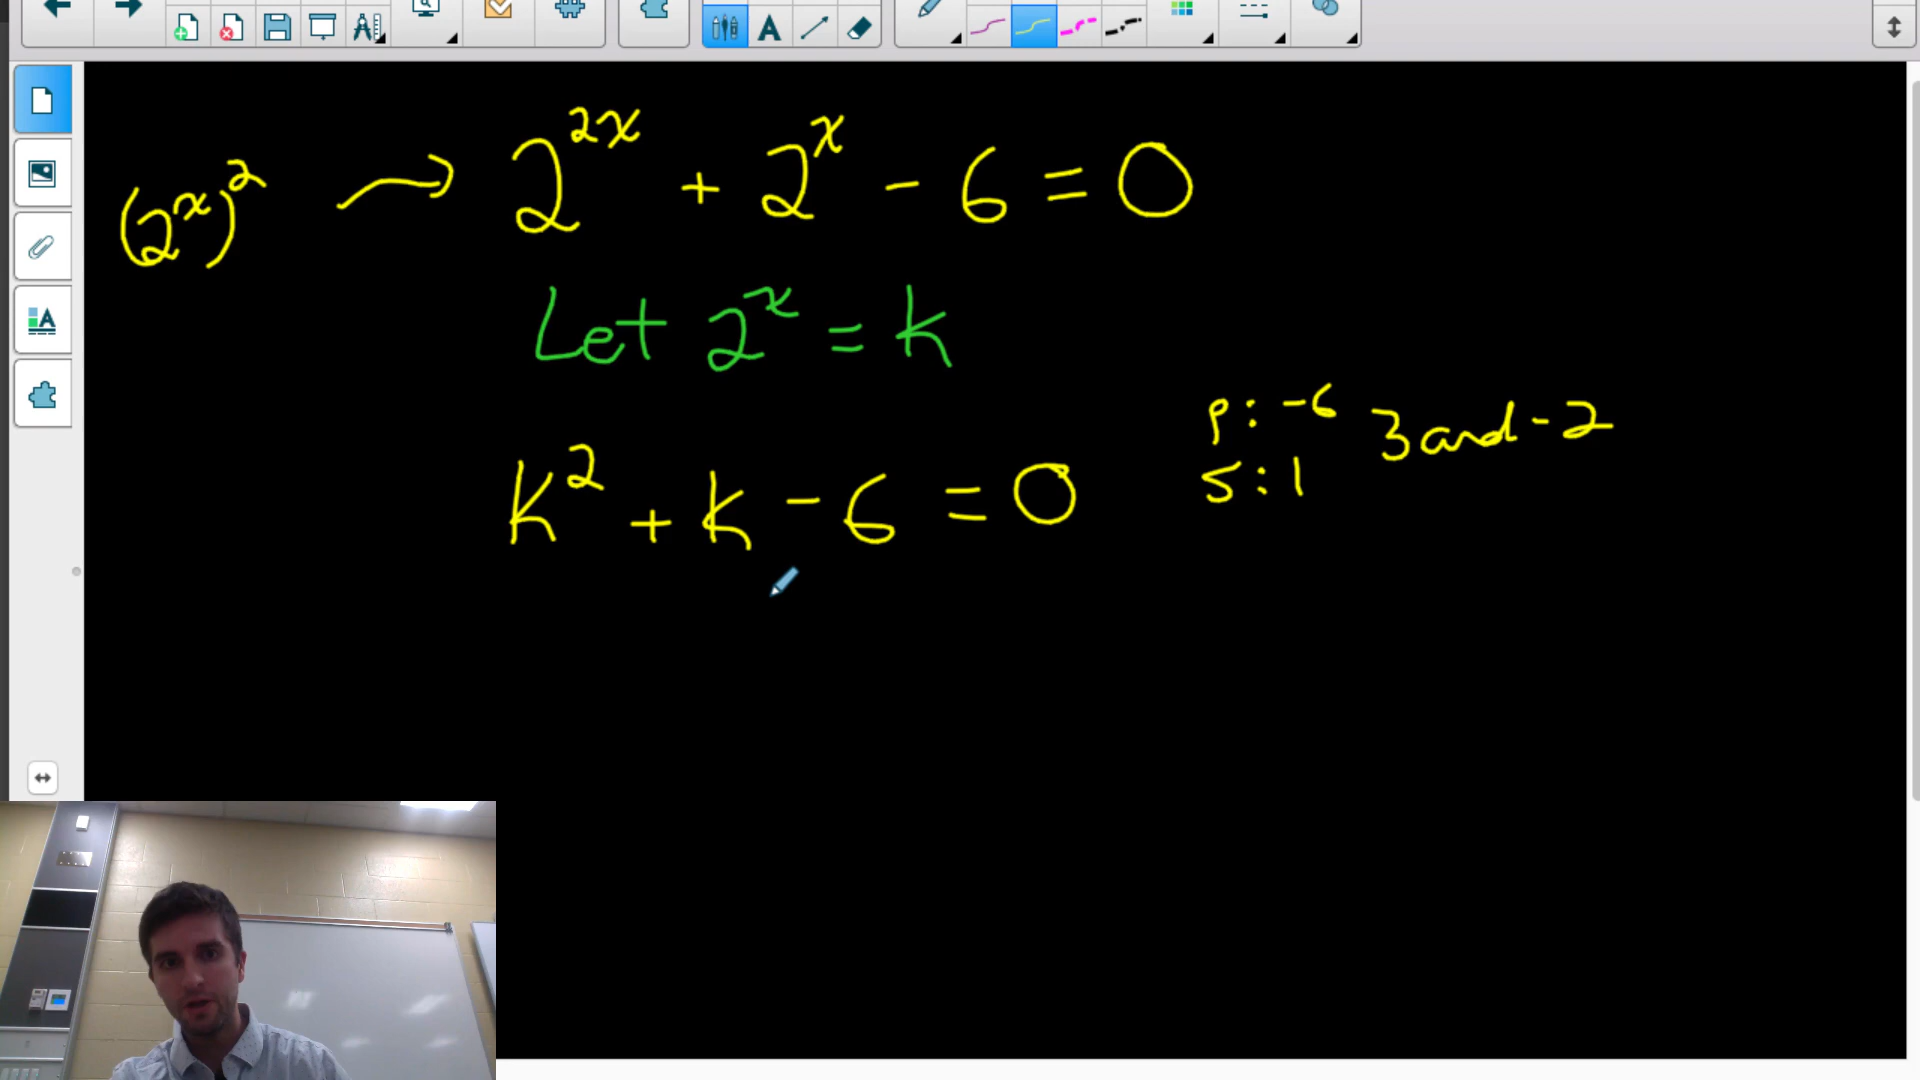 (2^x)^2 → 2^{2x} + 2^x - 6 = 0
Let 2^x = k
p: -6 3 and -2
s: 1
k^2 + k - 6 = 0